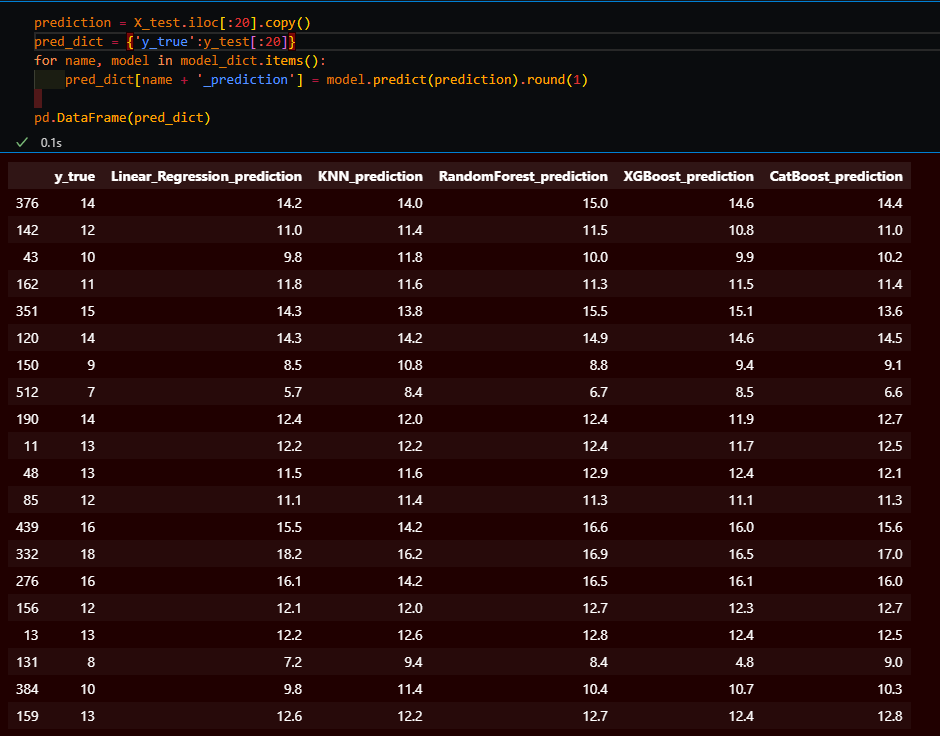 prediction = X_test.iloc[:20].copy()
pred_dict = {'y_true':y_test[:20]}
for name, model in model_dict.items():
    pred_dict[name + '_prediction'] = model.predict(prediction).round(1)
pd.DataFrame(pred_dict)
0.1s
y_true Linear_Regression_prediction KNN_prediction RandomForest_prediction XGBoost_prediction CatBoost_prediction
376 14 14.2 14.0 15.0 14.6 14.4
142 12 11.0 11.4 11.5 10.8 11.0
43 10 9.8 11.8 10.0 9.9 10.2
162 11 11.8 11.6 11.3 11.5 11.4
351 15 14.3 13.8 15.5 15.1 13.6
120 14 14.3 14.2 14.9 14.6 14.5
150 9 8.5 10.8 8.8 9.4 9.1
512 7 5.7 8.4 6.7 8.5 6.6
190 14 12.4 12.0 12.4 11.9 12.7
11 13 12.2 12.2 12.4 11.7 12.5
48 13 11.5 11.6 12.9 12.4 12.1
85 12 11.1 11.4 11.3 11.1 11.3
439 16 15.5 14.2 16.6 16.0 15.6
332 18 18.2 16.2 16.9 16.5 17.0
276 16 16.1 14.2 16.5 16.1 16.0
156 12 12.1 12.0 12.7 12.3 12.7
13 13 12.2 12.6 12.8 12.4 12.5
131 8 7.2 9.4 8.4 4.8 9.0
384 10 9.8 11.4 10.4 10.7 10.3
159 13 12.6 12.2 12.7 12.4 12.8